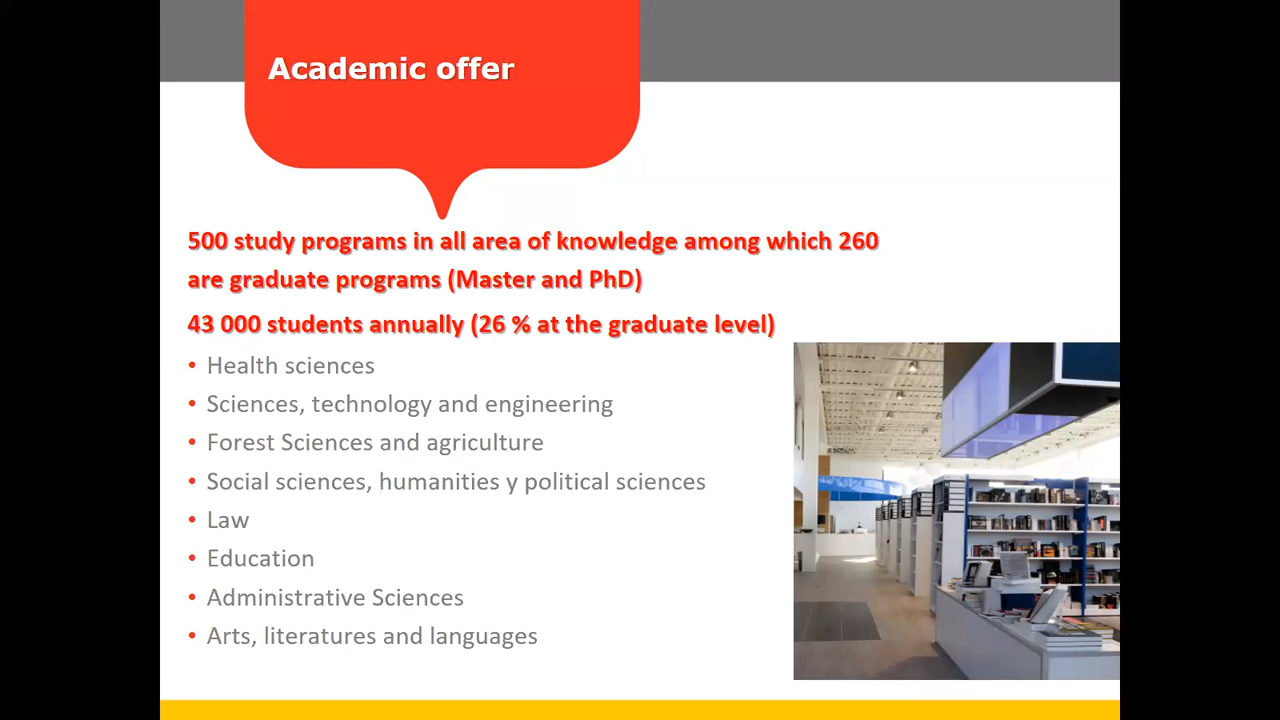 Academic offer
500 study programs in all area of knowledge among which 260
are graduate programs (Master and PhD)
43 000 students annually (26 % at the graduate level)
• Health sciences
• Sciences, technology and engineering
• Forest Sciences and agriculture
• Social sciences, humanities y political sciences
• Law
• Education
• Administrative Sciences
• Arts, literatures and languages